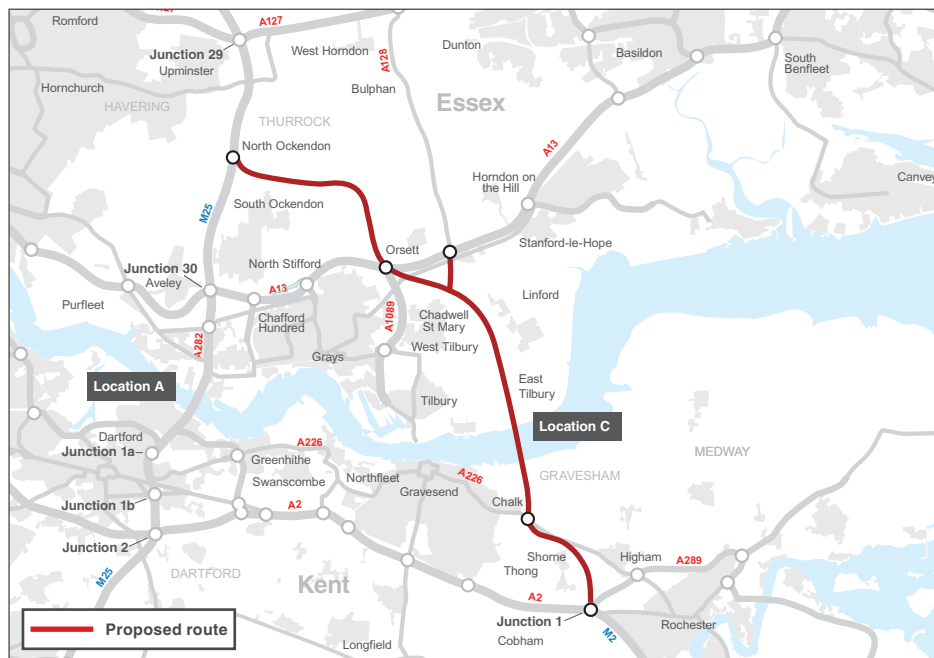 Romford
A127
Junction 29
Upminster
West Horndon
A128
Dunton
Basildon
South
Benfleet
Hornchurch
HAVERING
Bulphan
Essex
THURROCK
North Ockendon
A13
Horndon on
the Hill
Canvey
M25
South Ockendon
Orsett
Stanford-le-Hope
North Stifford
Junction 30
Aveley
A13
Purfleet
Linford
Chafford
Hundred
A1089
Chadwell
St Mary
A282
Grays
West Tilbury
Location A
East
Tilbury
Tilbury
Location C
Dartford
Junction 1a
A226
Greenhithe
MEDWAY
GRAVESHAM
A226
Swanscombe
Northfleet
Gravesend
Junction 1b
A2
Chalk
Junction 2
Shorne
Thong
Higham
A289
M25
DARTFORD
Kent
A2
Junction 1
Cobham
M2
Rochester
Longfield
Proposed route